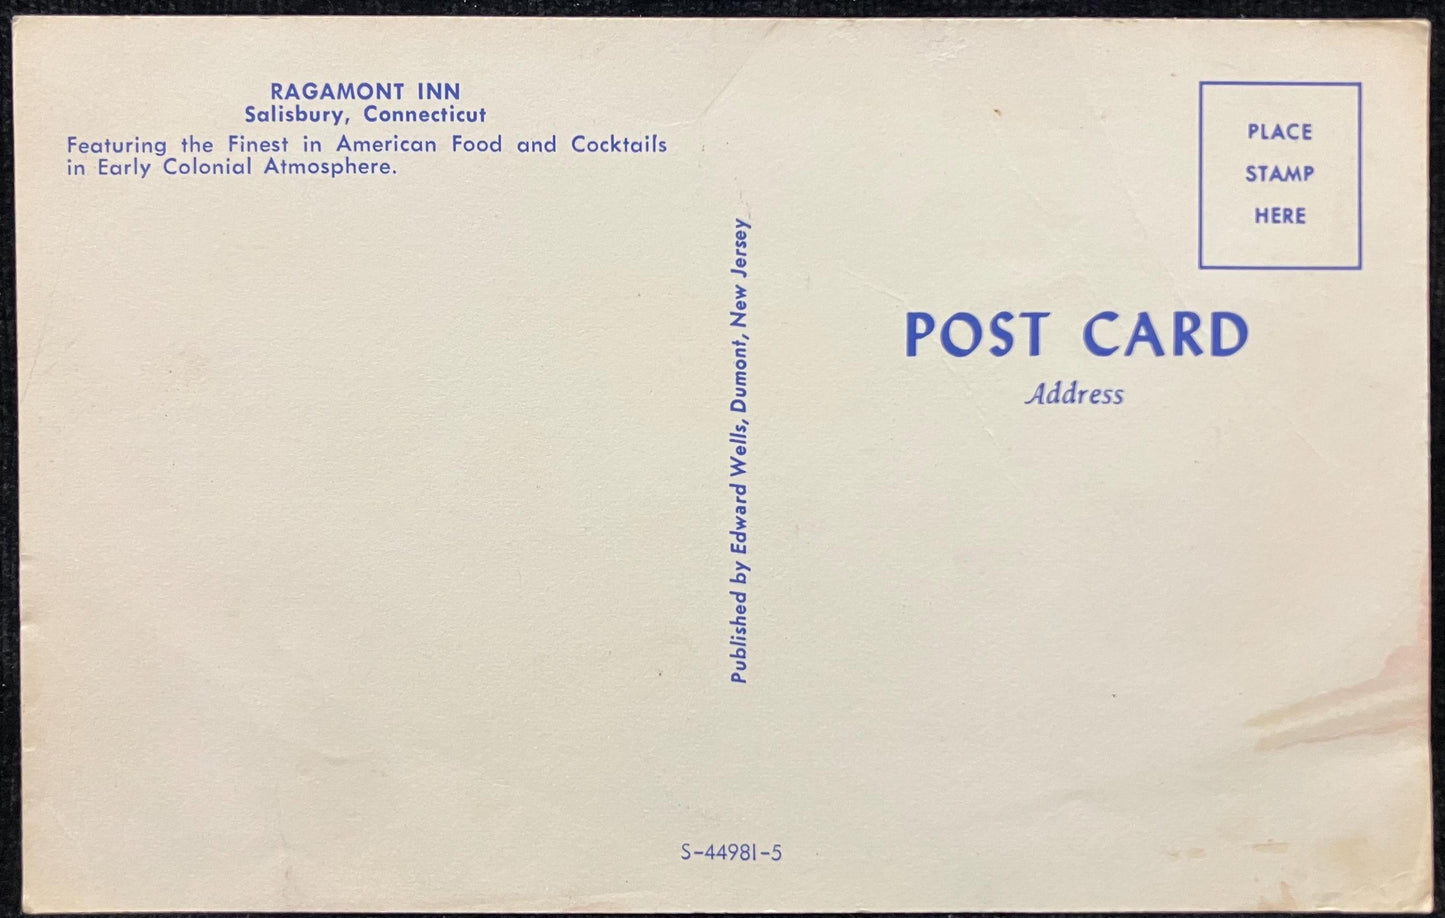 RAGAMONT INN
Salisbury, Connecticut
Featuring the Finest in American Food and Cocktails
in Early Colonial Atmosphere.
Published by Edward Wells, Dumont, New Jersey
PLACE
STAMP
HERE
POST CARD
Address
S-44981-5